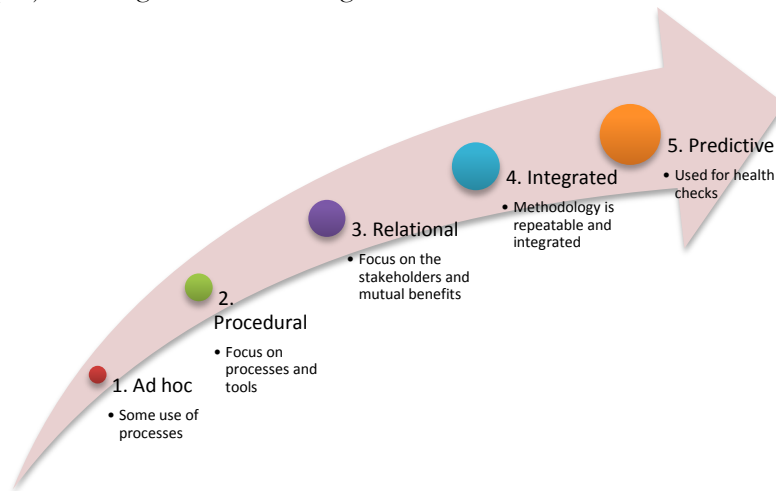 1. Ad hoc
• Some use of
processes
2.
Procedural
• Focus on
processes and
tools
3. Relational
• Focus on the
stakeholders and
mutual benefits
4. Integrated
• Methodology is
repeatable and
integrated
5. Predictive
• Used for health
checks